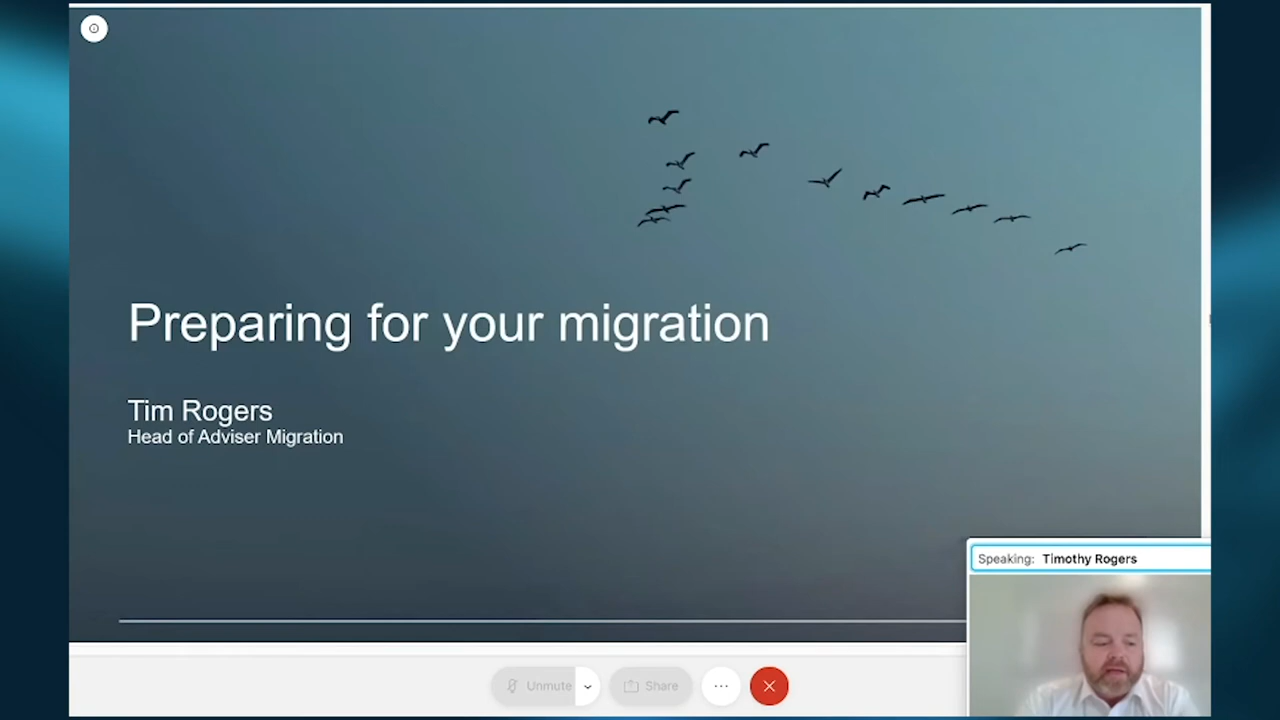 Preparing for your migration
Tim Rogers
Head of Adviser Migration
Speaking: Timothy Rogers
Unmute
Share